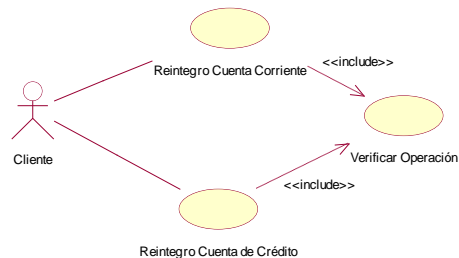 Reintegro Cuenta Corriente
<<include>>
Cliente
Verificar Operación
<<include>>
Reintegro Cuenta de Crédito